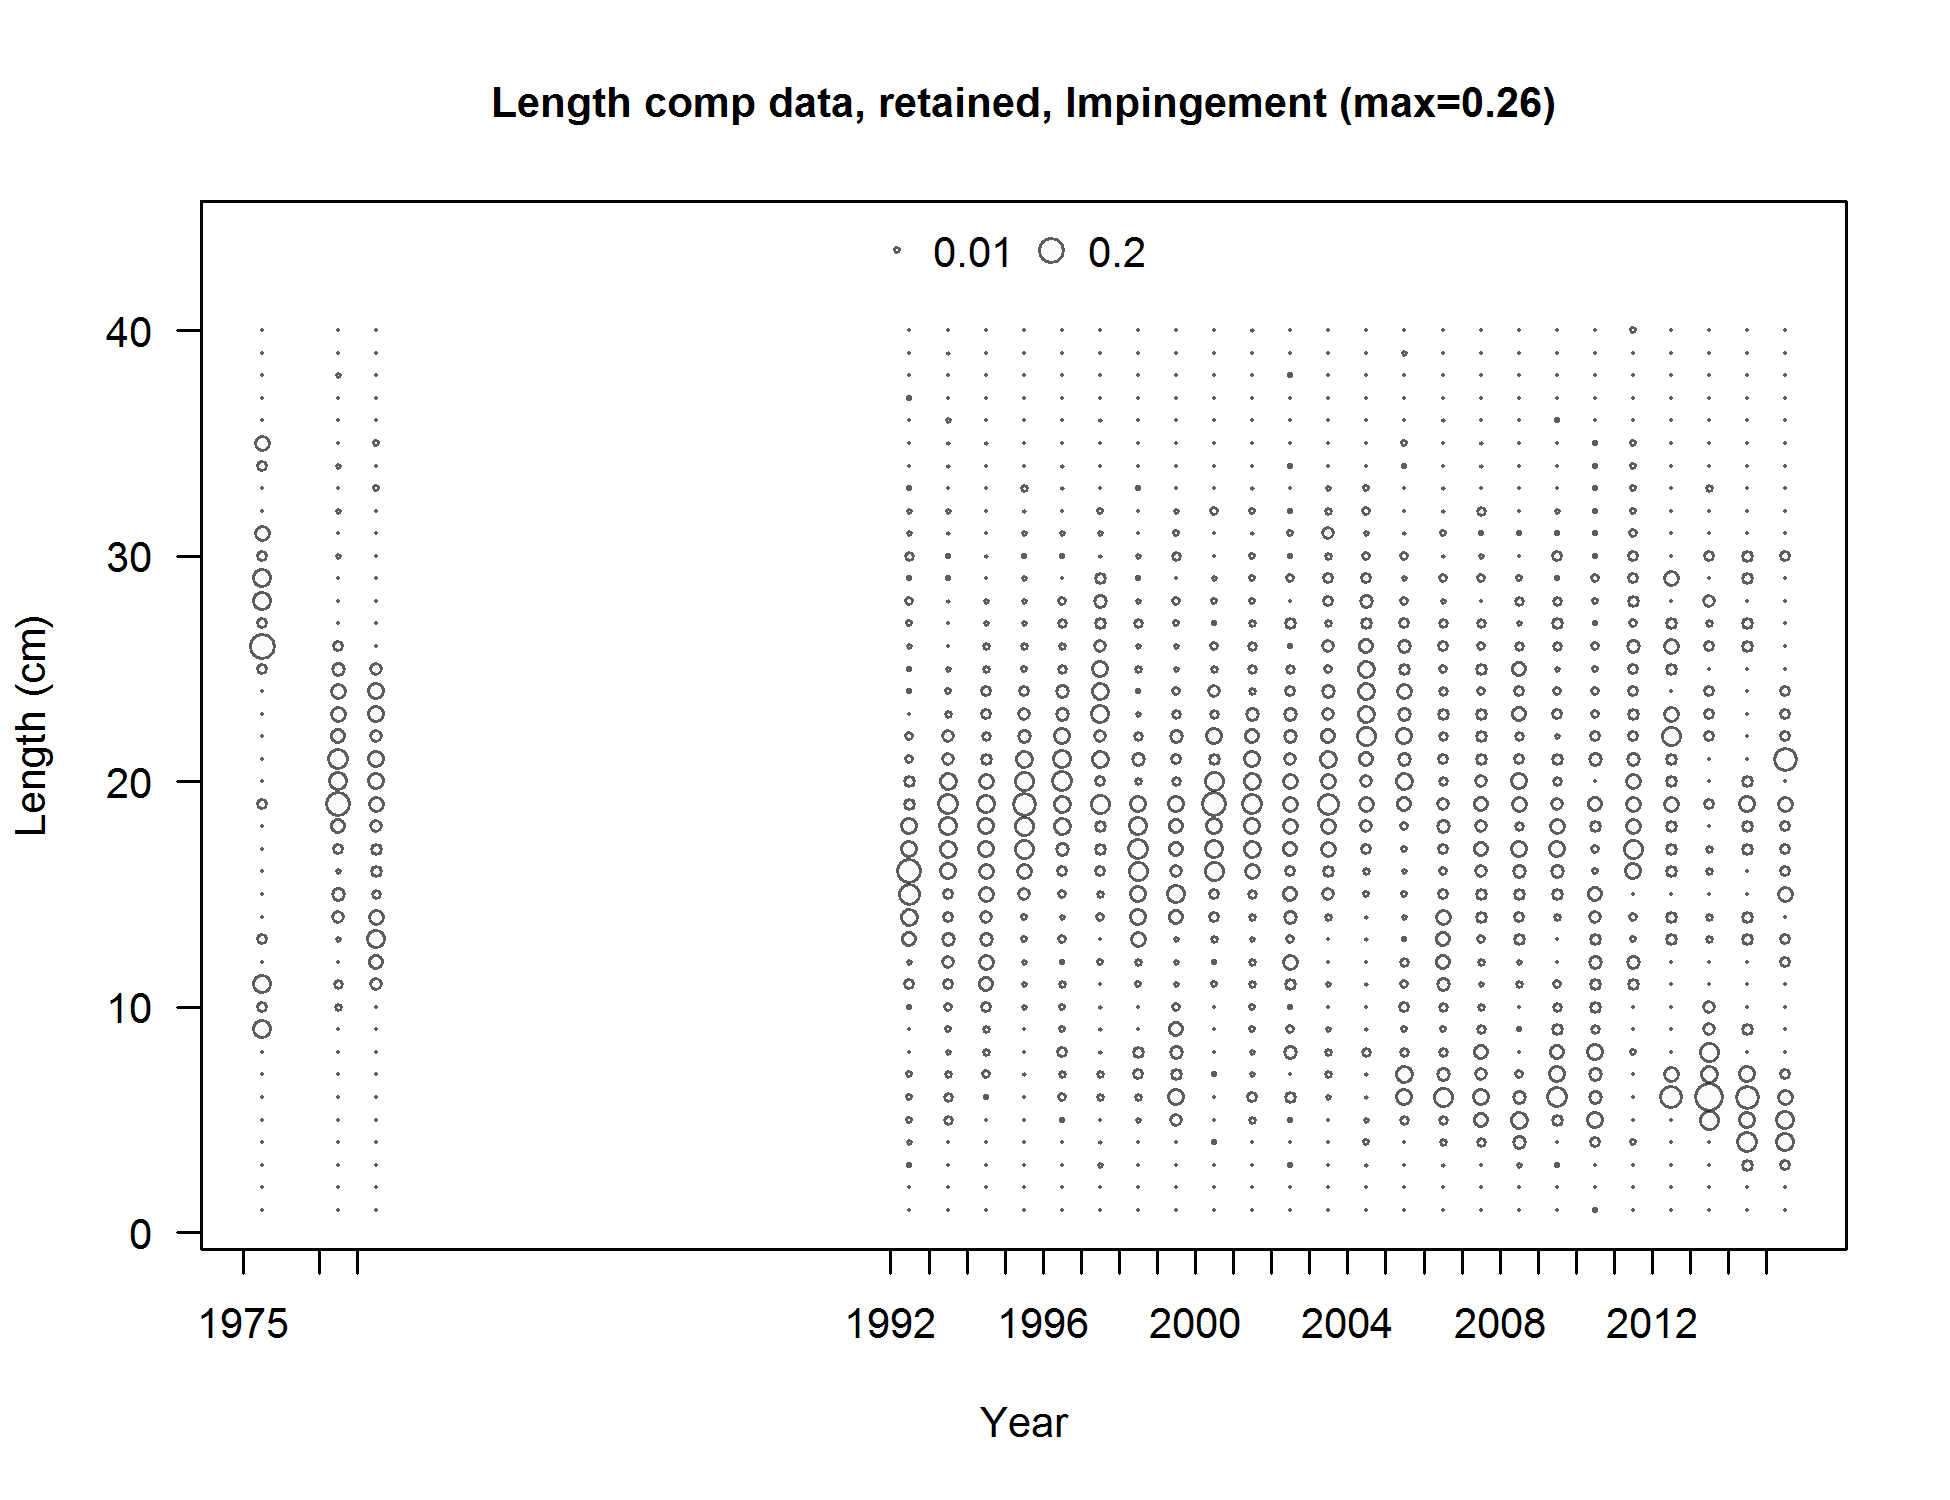 Length comp data, retained, Impingement (max=0.26)
0.01 0.2
40
30
20
10
0
Length (cm)
1975 1992 1996 2000 2004 2008 2012
Year